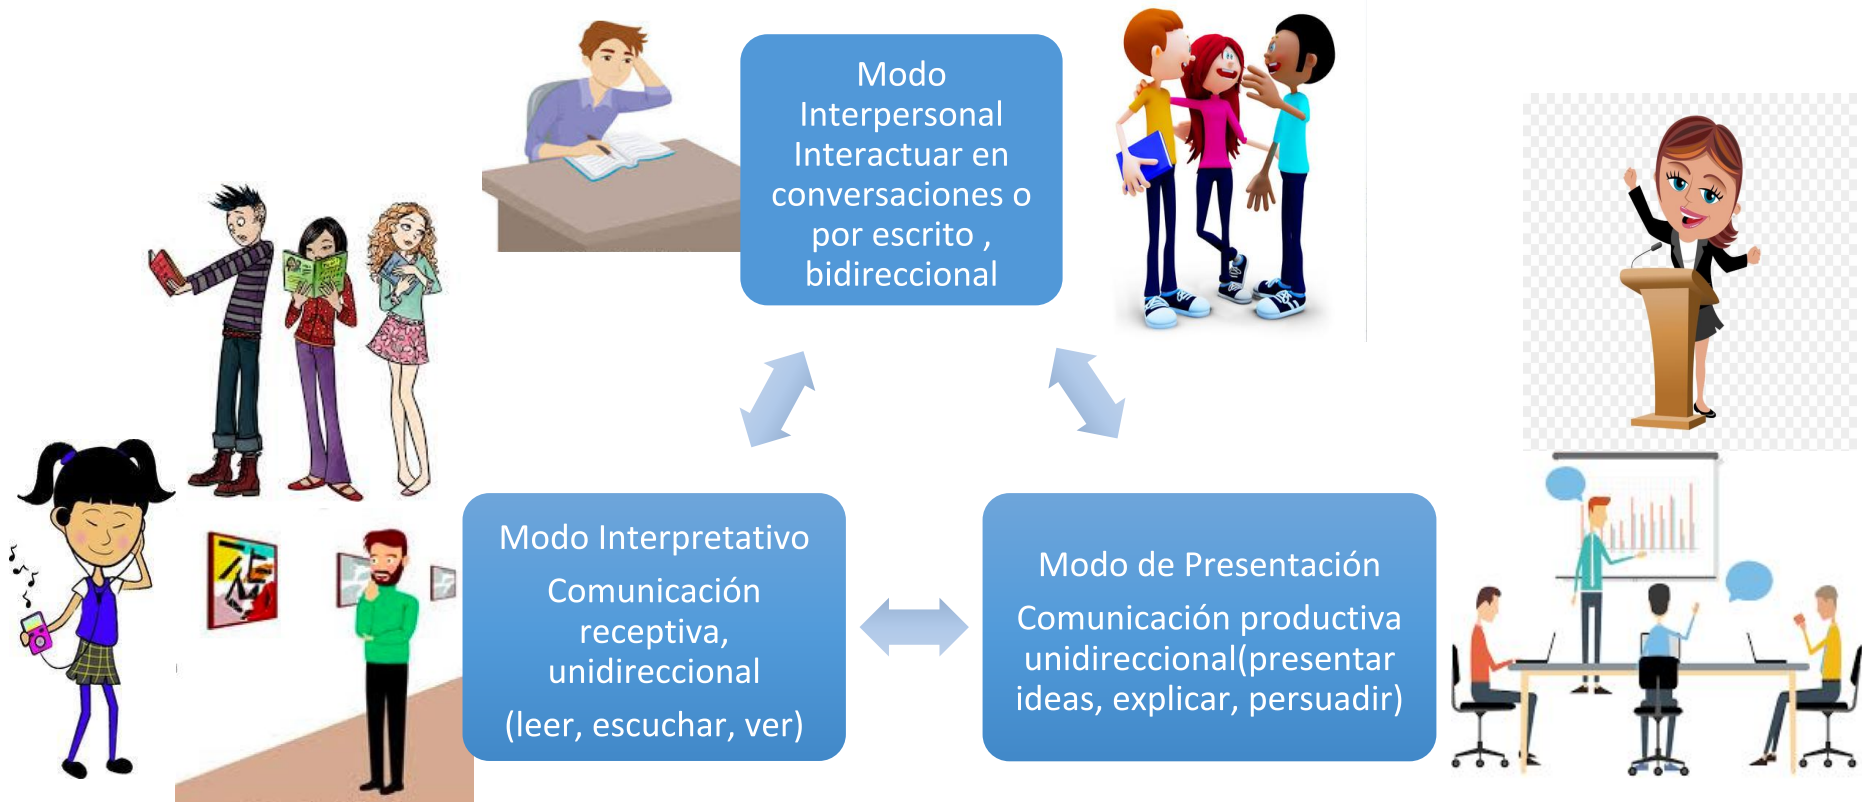 Modo
Interpersonal
Interactuar en
conversaciones o
por escrito ,
bidireccional
Modo Interpretativo
Comunicación
receptiva,
unidireccional
(leer, escuchar, ver)
Modo de Presentación
Comunicación productiva
unidireccional(presentar
ideas, explicar, persuadir)